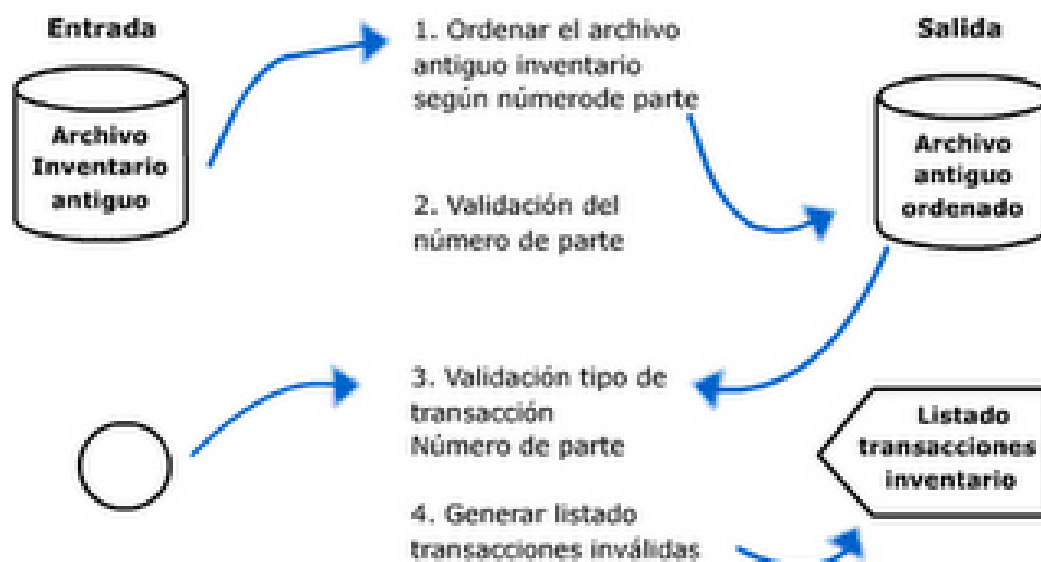 Entrada
Archivo
Inventario
antiguo
1. Ordenar el archivo
antiguo inventario
según númerode parte
2. Validación del
número de parte
3. Validación tipo de
transacción
Número de parte
4. Generar listado
transacciones inválidas
Salida
Archivo
antiguo
ordenado
Listado
transacciones
inventario